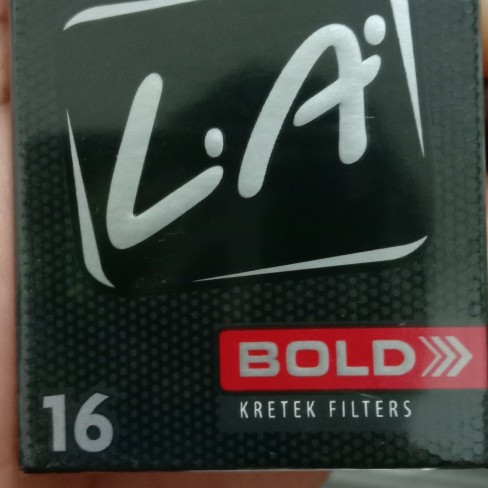 L.A.
BOLD
KRETEK FILTERS
16